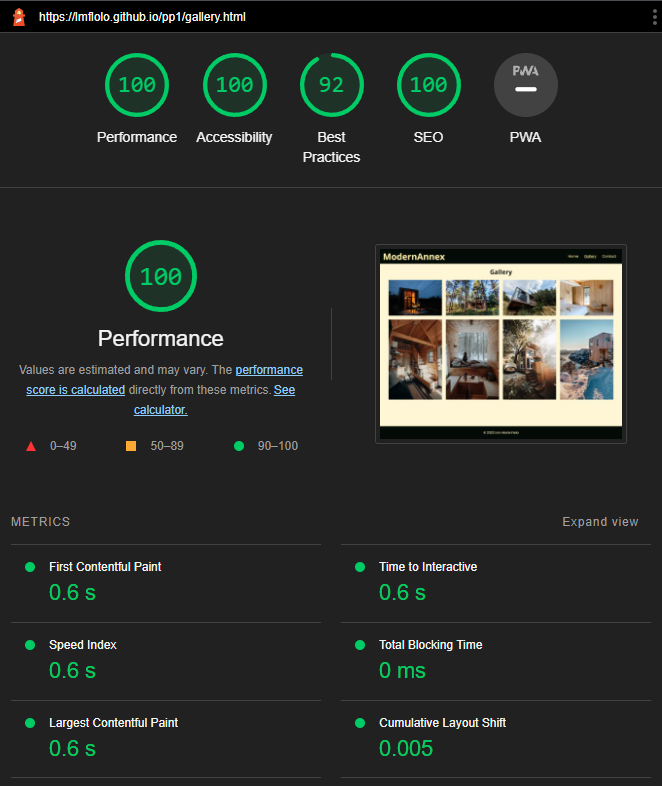 https://lmflolo.github.io/pp1/gallery.html
100
100
92
100
PWA
Performance
Accessibility
Best
Practices
SEO
PWA
100
Performance
Values are estimated and may vary. The performance
score is calculated directly from these metrics. See
calculator.
0–49
50–89
90–100
ModernAnnex
Home Gallery Contact
Gallery
METRICS
Expand view
First Contentful Paint
0.6 s
Time to Interactive
0.6 s
Speed Index
0.6 s
Total Blocking Time
0 ms
Largest Contentful Paint
0.6 s
Cumulative Layout Shift
0.005